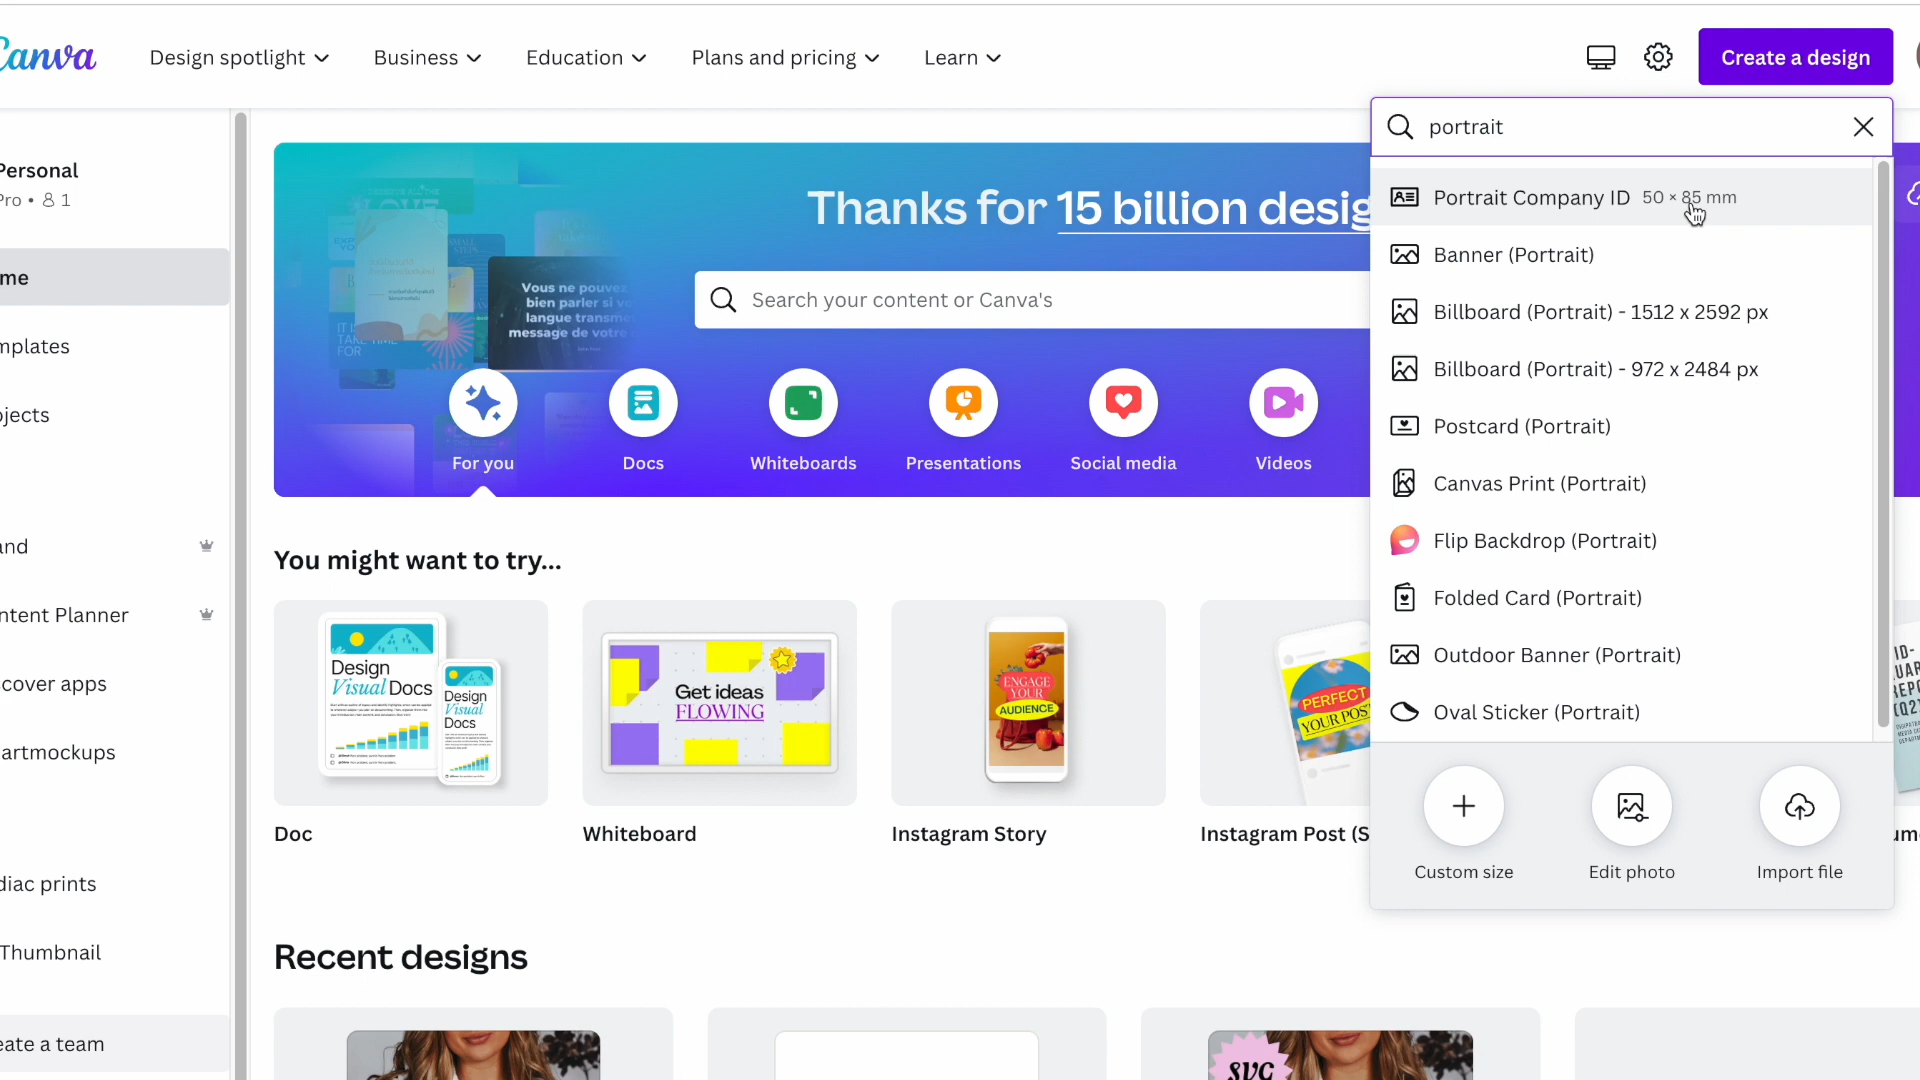 Canva
Design spotlight
Business
Education
Plans and pricing
Learn
Create a design
Personal
Pro • 1
portrait
Portrait Company ID 50 × 85 mm
Banner (Portrait)
Billboard (Portrait) - 1512 x 2592 px
Billboard (Portrait) - 972 x 2484 px
Postcard (Portrait)
Canvas Print (Portrait)
Flip Backdrop (Portrait)
Folded Card (Portrait)
Outdoor Banner (Portrait)
Oval Sticker (Portrait)
Custom size
Edit photo
Import file
me
mplates
ojects
and
ntent Planner
cover apps
artmockups
diac prints
Thumbnail
eate a team
Thanks for 15 billion desig
Vous ne pouvez
bien parler si vo
langue transme
message de votre
Search your content or Canva's
For you
Docs
Whiteboards
Presentations
Social media
Videos
You might want to try...
Design
Visual Docs
Design
Visual
Docs
Get ideas
FLOWING
ENGAGE
YOUR
AUDIENCE
PERFECT
YOUR POS
Doc
Whiteboard
Instagram Story
Instagram Post (S
Recent designs
SVG